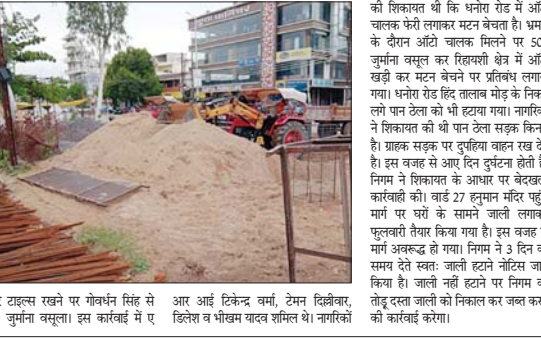 र टाइल्स रखने पर गोवर्धन सिंह से
जुर्माना वसूला। इस कार्रवाई में ए
आर आई टिकेन्द्र वर्मा, टेमन दिल्लीवार,
डिलेश व भीखम यादव शमिल थे। नागरिकों
की शिकायत थी कि धनोरा रोड में ऑ
चालक फेरी लगाकर मटन बेचता है। भ्रम
के दौरान ऑटो चालक मिलने पर 50
जुर्माना वसूल कर रिहायशी क्षेत्र में ऑ
खड़ी कर मटन बेचने पर प्रतिबंध लगा
गया। धनोरा रोड हिंद तालाब मोड़ के निक
लगे पान ठेला को भी हटाया गया। नागरिक
ने शिकायत की थी पान ठेला सड़क किन
है। ग्राहक सड़क पर दुपहिया वाहन रख दे
है। इस वजह से आए दिन दुर्घटना होती है
निगम ने शिकायत के आधार पर बेदखल
कार्रवाही की। वार्ड 27 हनुमान मंदिर पहुं
मार्ग पर घरों के सामने जाली लगाक
फुलवारी तैयार किया गया है। इस वजह
मार्ग अवरूद्ध हो गया। निगम ने 3 दिन क
समय देते स्वतः जाली हटाने नोटिस जा
किया है। जाली नहीं हटाने पर निगम क
तोडू दस्ता जाली को निकाल कर जब्त कर
की कार्रवाई करेगा।